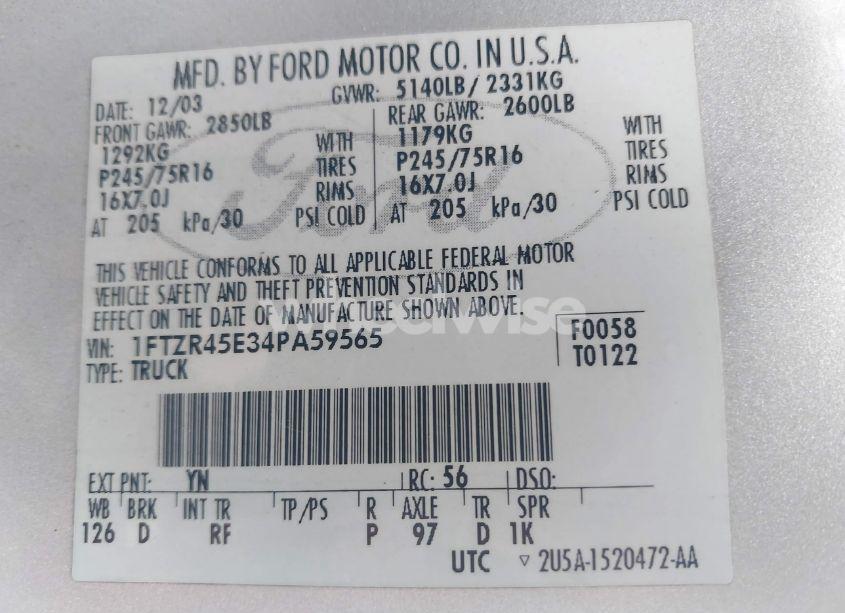 MFD. BY FORD MOTOR CO. IN U.S.A.
DATE: 12/03 GVWR: 5140LB/ 2331KG
FRONT GAWR: 2850LB REAR GAWR: 2600LB
1292KG WITH 1179KG WITH
P245/75R16 TIRES P245/75R16 TIRES
16X7.0J RIMS 16X7.0J RIMS
AT 205 kPa/30 PSI COLD AT 205 kPa/30 PSI COLD
Ford
THIS VEHICLE CONFORMS TO ALL APPLICABLE FEDERAL MOTOR
VEHICLE SAFETY AND THEFT PREVENTION STANDARDS IN
EFFECT ON THE DATE OF MANUFACTURE SHOWN ABOVE.
wheelwise
VIN: 1FTZR45E34PA59565 F0058
TYPE: TRUCK T0122
EXT PNT: YN RC: 56 DSO:
WB BRK INT TR TP/PS R AXLE TR SPR
126 D RF P 97 D 1K
UTC ▽ 2U5A-1520472-AA